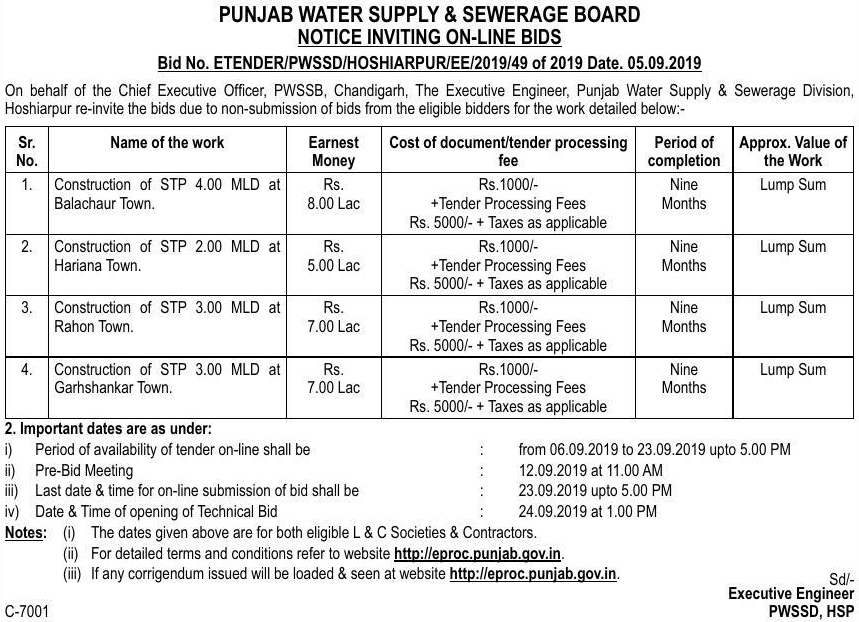 PUNJAB WATER SUPPLY & SEWERAGE BOARD
NOTICE INVITING ON-LINE BIDS
Bid No. ETENDER/PWSSD/HOSHIARPUR/EE/2019/49 of 2019 Date. 05.09.2019
On behalf of the Chief Executive Officer, PWSSB, Chandigarh, The Executive Engineer, Punjab Water Supply & Sewerage Division,
Hoshiarpur re-invite the bids due to non-submission of bids from the eligible bidders for the work detailed below:-
Sr. No. Name of the work Earnest Money Cost of document/tender processing fee Period of completion Approx. Value of the Work
1. Construction of STP 4.00 MLD at Rs. Rs.1000/- Nine Lump Sum
Balachaur Town. 8.00 Lac +Tender Processing Fees Months
Rs. 5000/- + Taxes as applicable
2. Construction of STP 2.00 MLD at Rs. Rs.1000/- Nine Lump Sum
Hariana Town. 5.00 Lac +Tender Processing Fees Months
Rs. 5000/- + Taxes as applicable
3. Construction of STP 3.00 MLD at Rs. Rs.1000/- Nine Lump Sum
Rahon Town. 7.00 Lac +Tender Processing Fees Months
Rs. 5000/- + Taxes as applicable
4. Construction of STP 3.00 MLD at Rs. Rs.1000/- Nine Lump Sum
Garhshankar Town. 7.00 Lac +Tender Processing Fees Months
Rs. 5000/- + Taxes as applicable
2. Important dates are as under:
i) Period of availability of tender on-line shall be : from 06.09.2019 to 23.09.2019 upto 5.00 PM
ii) Pre-Bid Meeting : 12.09.2019 at 11.00 AM
iii) Last date & time for on-line submission of bid shall be : 23.09.2019 upto 5.00 PM
iv) Date & Time of opening of Technical Bid : 24.09.2019 at 1.00 PM
Notes: (i) The dates given above are for both eligible L & C Societies & Contractors.
(ii) For detailed terms and conditions refer to website http://eproc.punjab.gov.in.
(iii) If any corrigendum issued will be loaded & seen at website http://eproc.punjab.gov.in.
Sd/-
Executive Engineer
C-7001 PWSSD, HSP